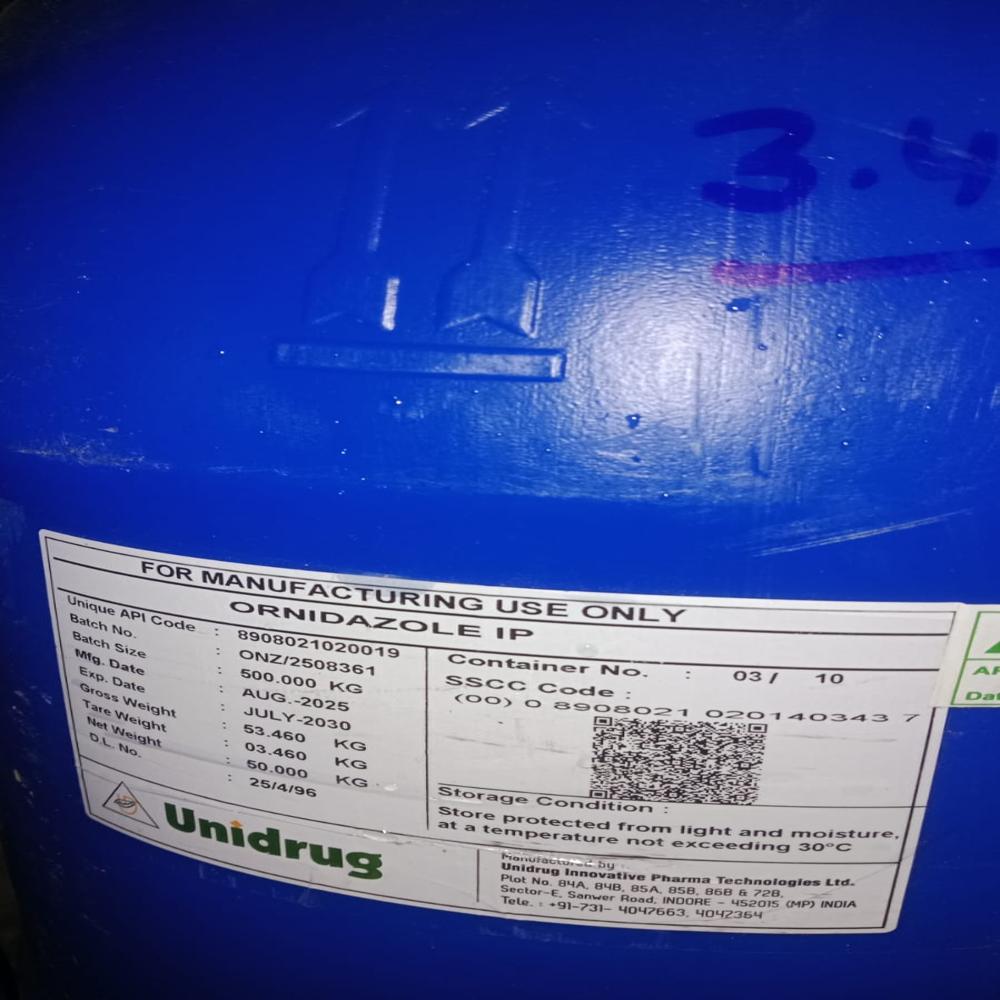 3.4
FOR MANUFACTURING USE ONLY
ORNIDAZOLE IP
Unique API Code : 8908021020019
Batch No. : ONZ/2508361
Batch Size : 500.000 KG
Mfg. Date : AUG.-2025
Exp. Date : JULY-2030
Gross Weight : 53.460 KG
Tare Weight : 03.460 KG
Net Weight : 50.000 KG
D.L. No. : 25/4/96
Container No. : 03/ 10
SSCC Code :
(00) 0 8908021 020140343 7
Storage Condition :
Store protected from light and moisture,
at a temperature not exceeding 30°C
Unidrug
Manufactured by :
Unidrug Innovative Pharma Technologies Ltd.
Plot No. 84A, 84B, 85A, 85B, 86B & 72B,
Sector-E, Sanwer Road, INDORE - 452015 (MP) INDIA
Tele. : +91-731- 4047663, 4042364